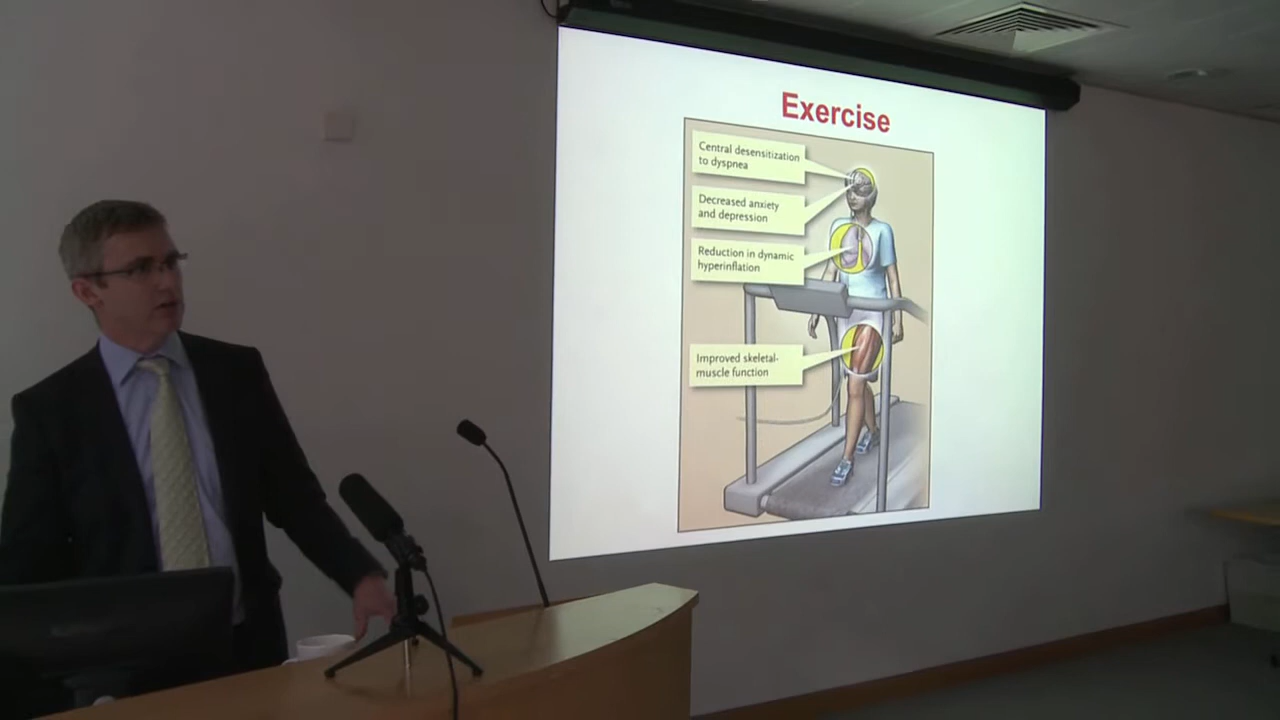 Exercise
Central desensitization
to dyspnea
Decreased anxiety
and depression
Reduction in dynamic
hyperinflation
Improved skeletal-
muscle function